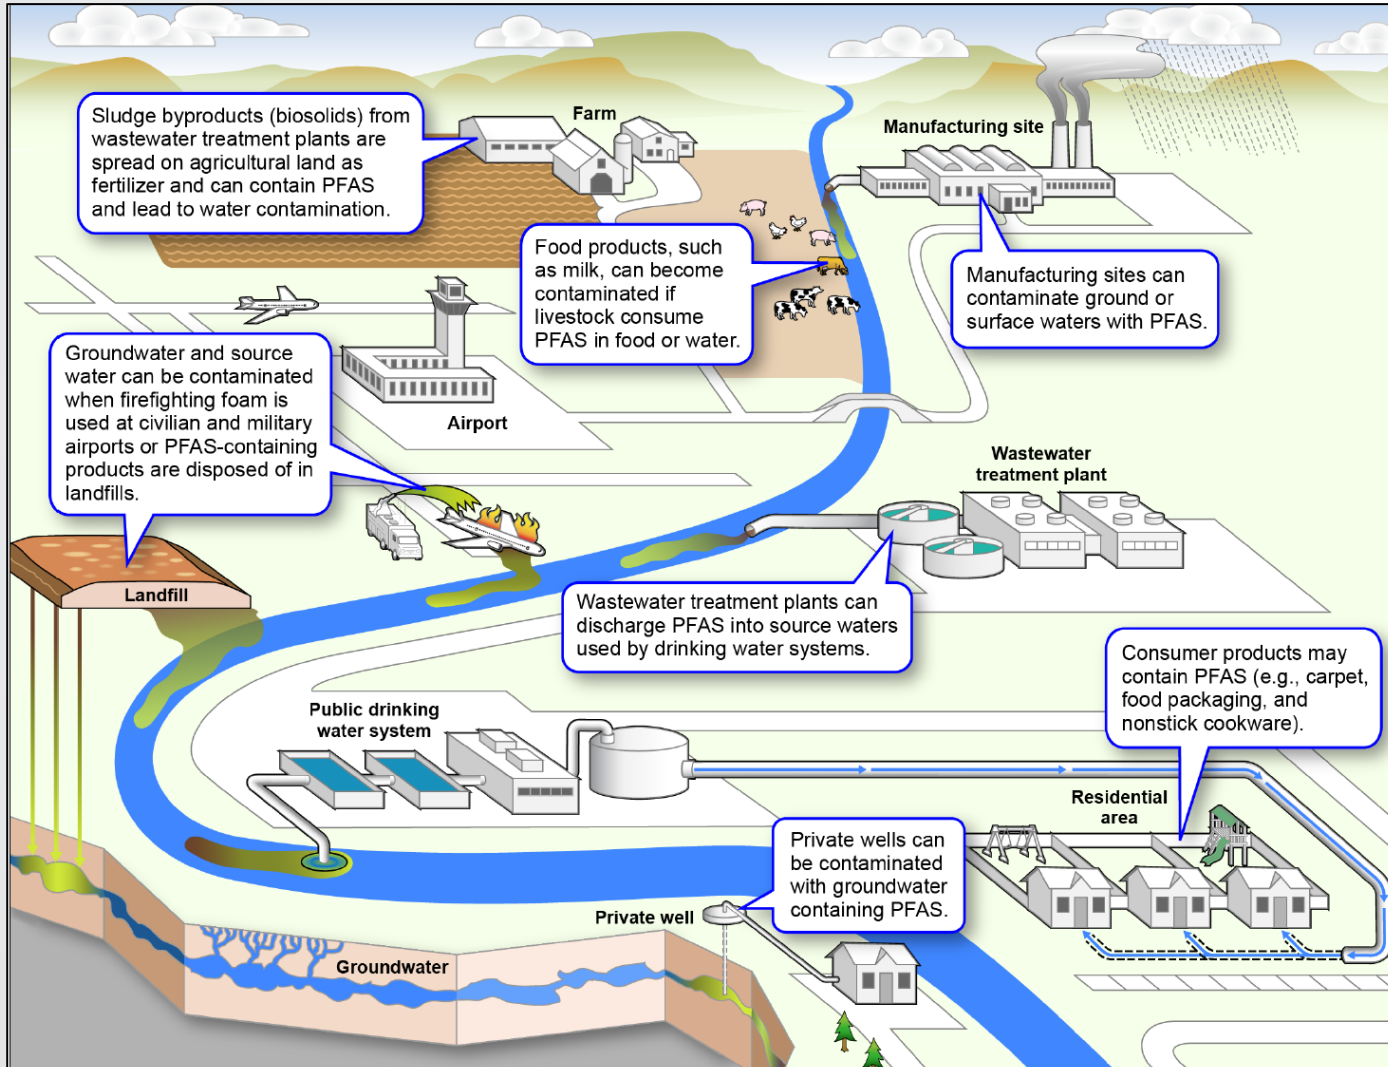 Sludge byproducts (biosolids) from
wastewater treatment plants are
spread on agricultural land as
fertilizer and can contain PFAS
and lead to water contamination.
Farm
Manufacturing site
Food products, such
as milk, can become
contaminated if
livestock consume
PFAS in food or water.
Manufacturing sites can
contaminate ground or
surface waters with PFAS.
Groundwater and source
water can be contaminated
when firefighting foam is
used at civilian and military
airports or PFAS-containing
products are disposed of in
landfills.
Airport
Wastewater
treatment plant
Landfill
Wastewater treatment plants can
discharge PFAS into source waters
used by drinking water systems.
Consumer products may
contain PFAS (e.g., carpet,
food packaging, and
nonstick cookware).
Public drinking
water system
Residential
area
Private wells can
be contaminated
with groundwater
containing PFAS.
Private well
Groundwater